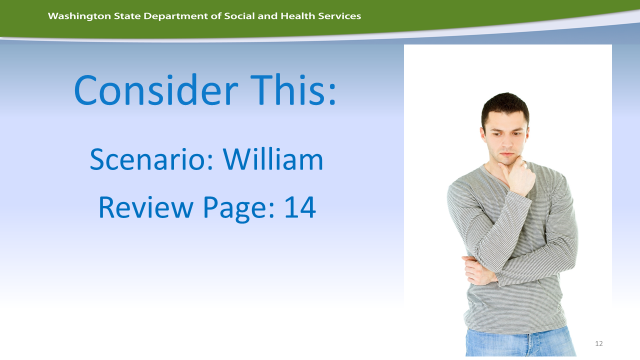 Washington State Department of Social and Health Services
Consider This:
Scenario: William
Review Page: 14
12